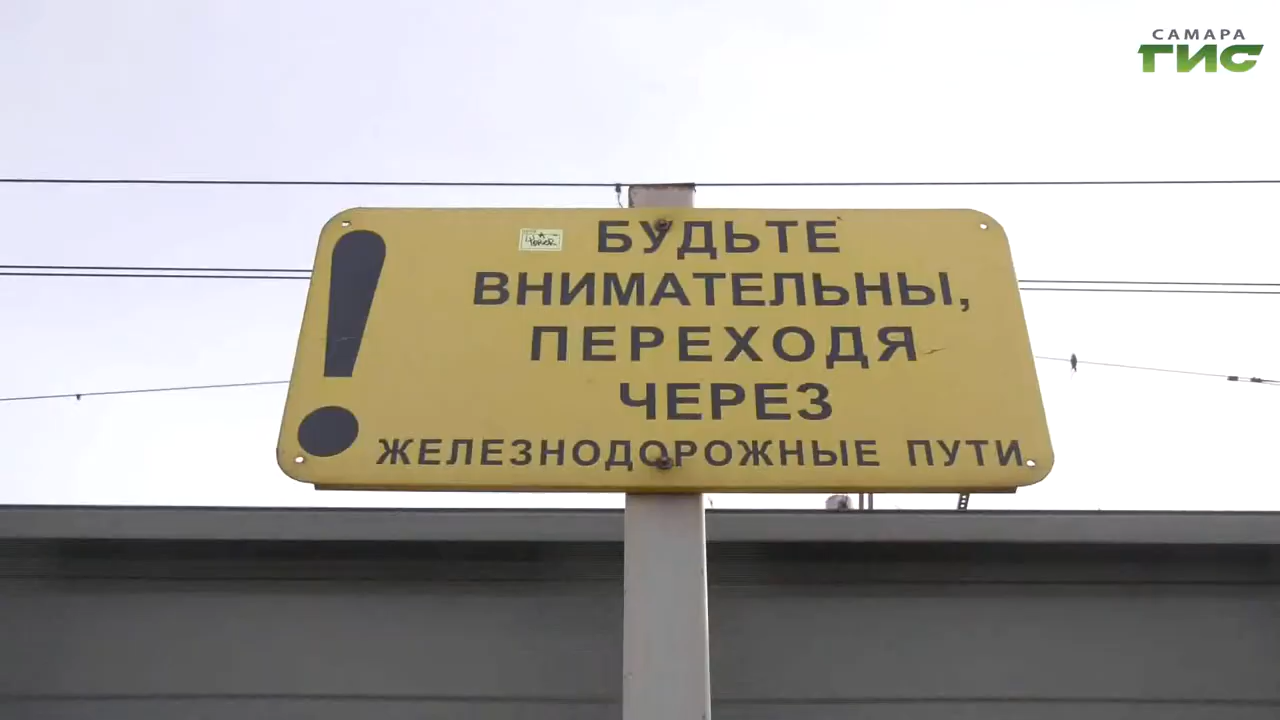 САМАРА
ГИС
БУДЬТЕ
ВНИМАТЕЛЬНЫ,
ПЕРЕХОДЯ
ЧЕРЕЗ
ЖЕЛЕЗНОДОРОЖНЫЕ ПУТИ